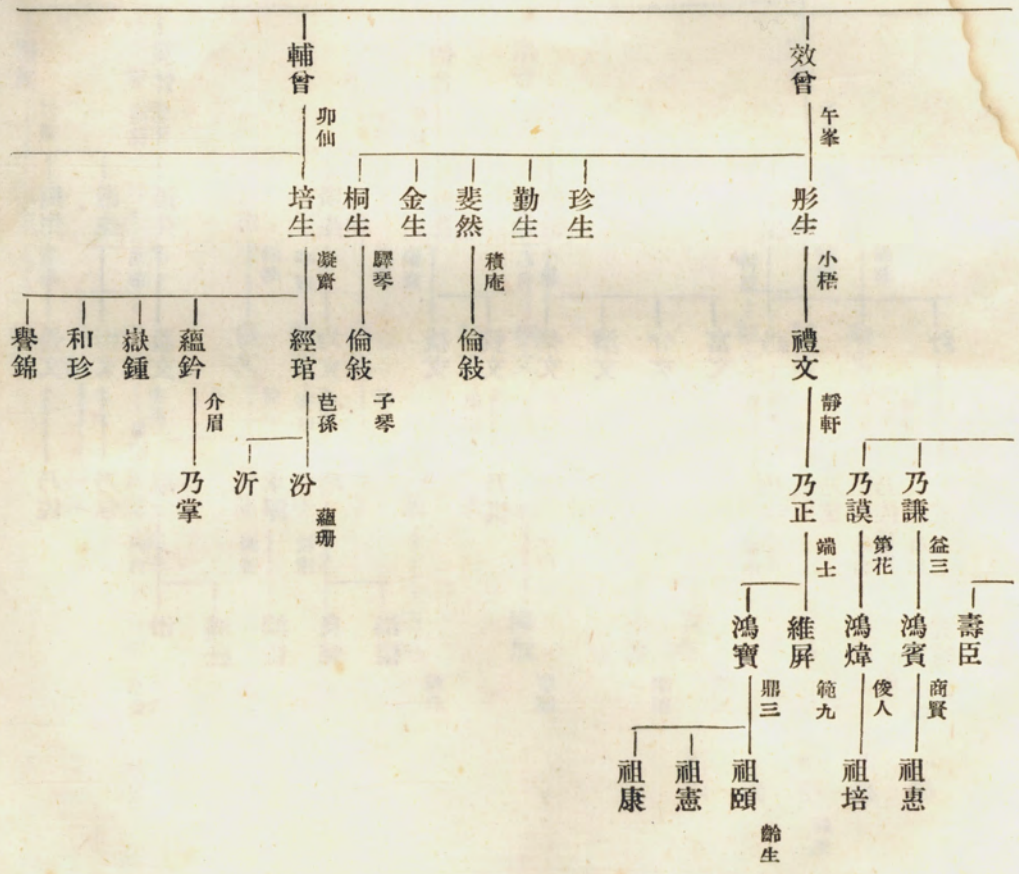 效曾
午峯
輔曾
卯仙
彤生
小梧
珍生
勤生
斐然
積庵
金生
桐生
驛琴
培生
凝齋
禮文
靜軒
倫敍
倫敍
子琴
經琯
芑孫
蘊鈐
介眉
嶽鍾
和珍
譽錦
乃謙
益三
乃謨
第花
乃正
端士
汾
蘊珊
沂
乃掌
壽臣
鴻賓
商賢
鴻煒
俊人
維屏
範九
鴻寶
鼎三
祖惠
祖培
祖頤
齡生
祖憲
祖康